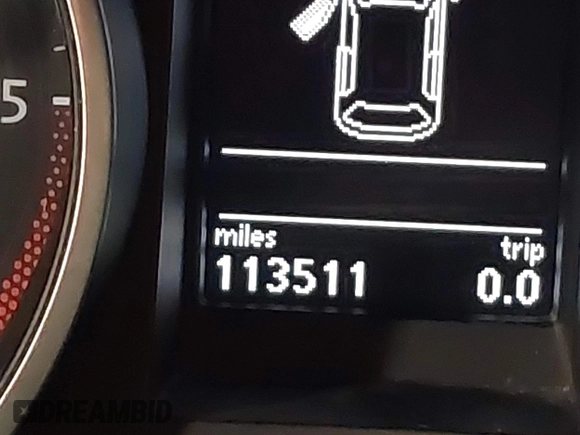 5
miles
trip
113511
0.0
DREAMBID